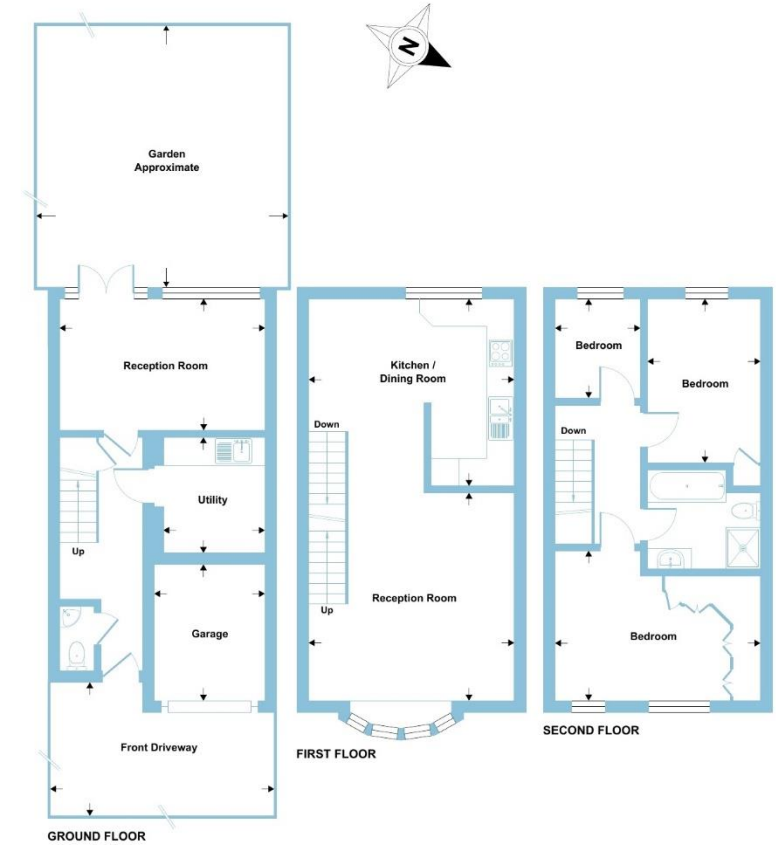 N
Garden
Approximate
Reception Room
Utility
Up
Garage
Front Driveway
GROUND FLOOR
Kitchen /
Dining Room
Down
Up
Reception Room
FIRST FLOOR
Bedroom
Bedroom
Down
Bedroom
SECOND FLOOR